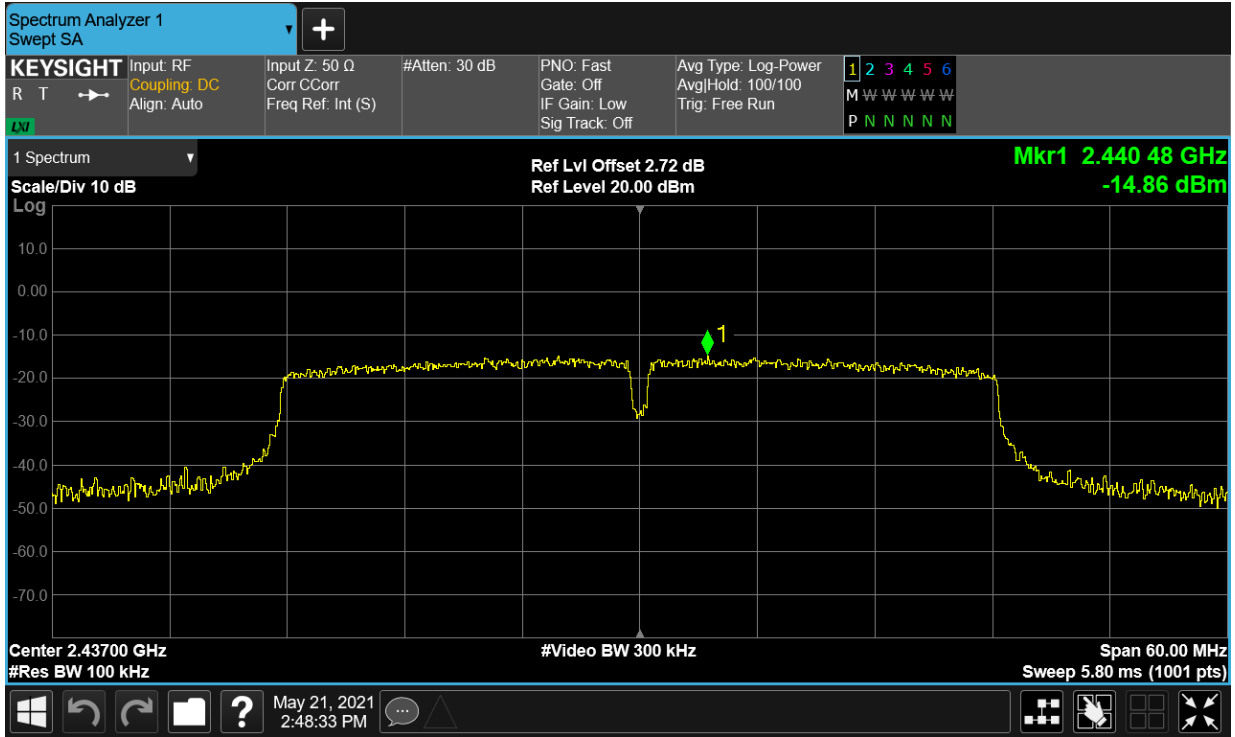 Spectrum Analyzer 1
Swept SA
KEYSIGHT
R T
LXI
Input: RF
Coupling: DC
Align: Auto
Input Z: 50 Ω
Corr CCorr
Freq Ref: Int (S)
#Atten: 30 dB
PNO: Fast
Gate: Off
IF Gain: Low
Sig Track: Off
Avg Type: Log-Power
Avg|Hold: 100/100
Trig: Free Run
1 2 3 4 5 6
M W W W W W
P N N N N N
1 Spectrum
Scale/Div 10 dB
Log
Ref Lvl Offset 2.72 dB
Ref Level 20.00 dBm
Mkr1 2.440 48 GHz
-14.86 dBm
10.0
0.00
-10.0
-20.0
-30.0
-40.0
-50.0
-60.0
-70.0
1
Center 2.43700 GHz
#Res BW 100 kHz
#Video BW 300 kHz
Span 60.00 MHz
Sweep 5.80 ms (1001 pts)
?
May 21, 2021
2:48:33 PM